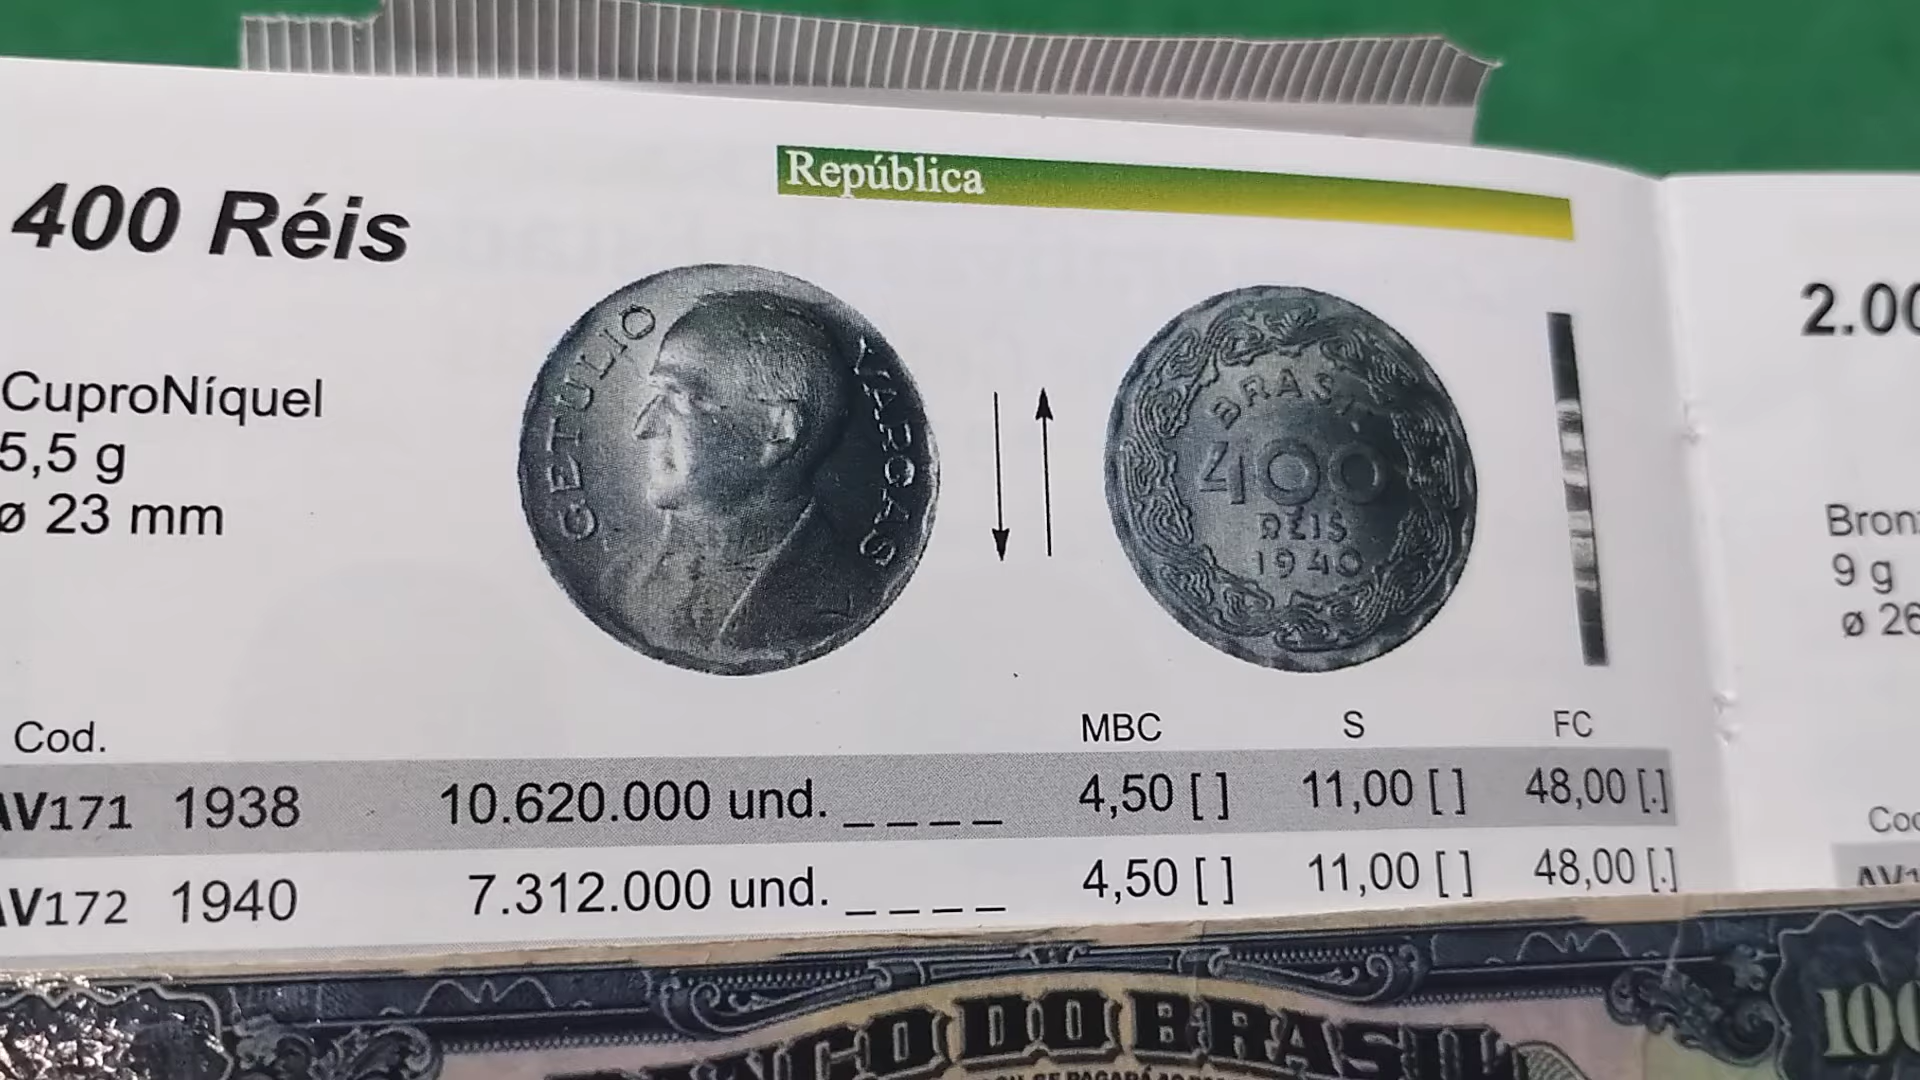 República
400 Réis
GETULIO VARGAS
BRASIL
400
RÉIS
1940
CuproNíquel
5,5 g
ø 23 mm
Cod. MBC S FC
AV171 1938 10.620.000 und. _ _ _ _ 4,50 [ ] 11,00 [ ] 48,00 [.]
AV172 1940 7.312.000 und. _ _ _ _ 4,50 [ ] 11,00 [ ] 48,00 [.]
2.00
Bron
9 g
ø 26
DO BRASIL
100